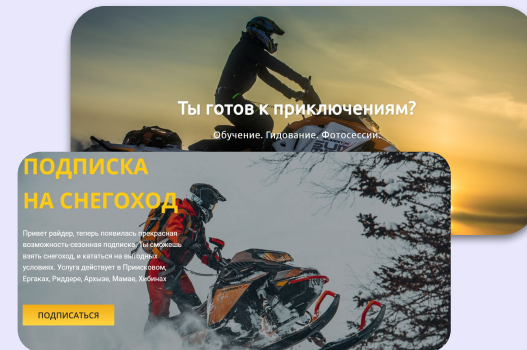 Ты готов к приключениям?
Обучение. Гидование. Фотосессии.
ПОДПИСКА
НА СНЕГОХОД
Привет райдер, теперь появилась прекрасная
возможность-сезонная подписка. Ты сможешь
взять снегоход, и кататься на выгодных
условиях. Услуга действует в Приисковом,
Ергаках, Риддере, Архызе, Мамае, Хибинах
ПОДПИСАТЬСЯ